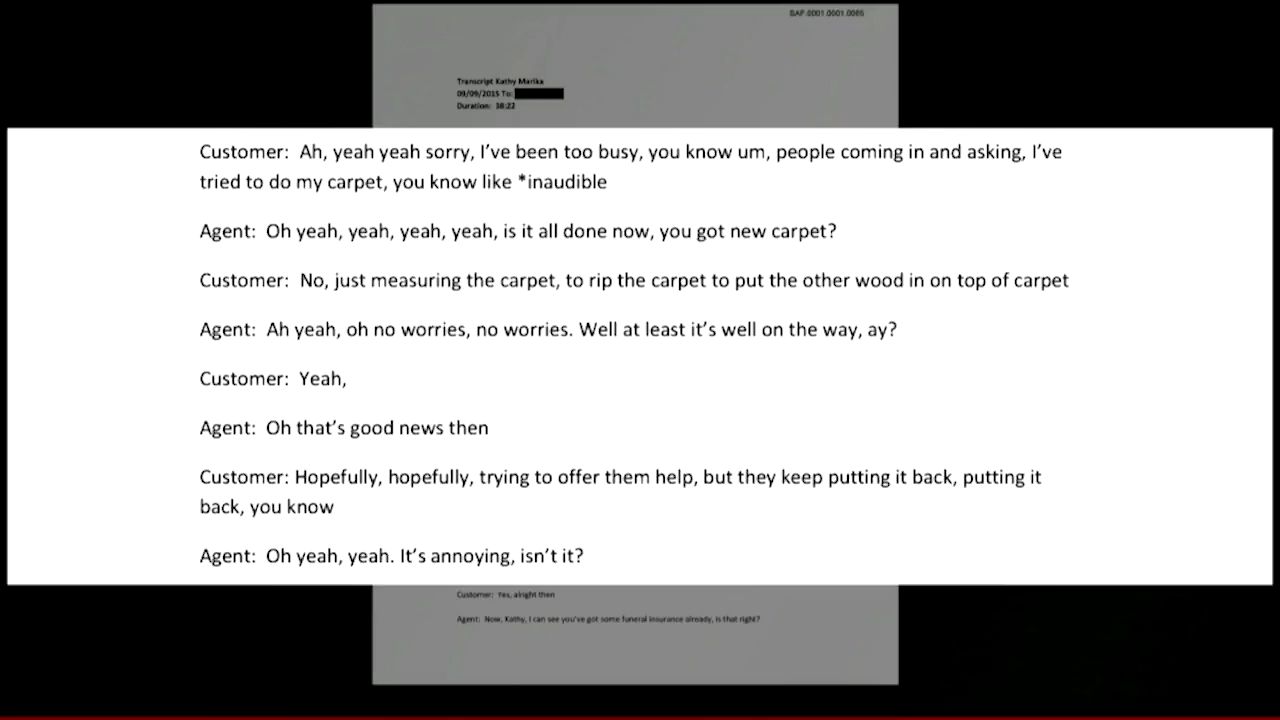 SAF.0001.0001.0085
Transcript Kathy Marika
09/09/2015 To:
Duration: 38:22
Customer:  Ah, yeah yeah sorry, I've been too busy, you know um, people coming in and asking, I've
tried to do my carpet, you know like *inaudible
Agent:  Oh yeah, yeah, yeah, yeah, is it all done now, you got new carpet?
Customer:  No, just measuring the carpet, to rip the carpet to put the other wood in on top of carpet
Agent:  Ah yeah, oh no worries, no worries. Well at least it's well on the way, ay?
Customer:  Yeah,
Agent:  Oh that's good news then
Customer: Hopefully, hopefully, trying to offer them help, but they keep putting it back, putting it
back, you know
Agent:  Oh yeah, yeah. It's annoying, isn't it?
Customer:  Yes, alright then
Agent:  Now, Kathy, I can see you've got some funeral insurance already, is that right?